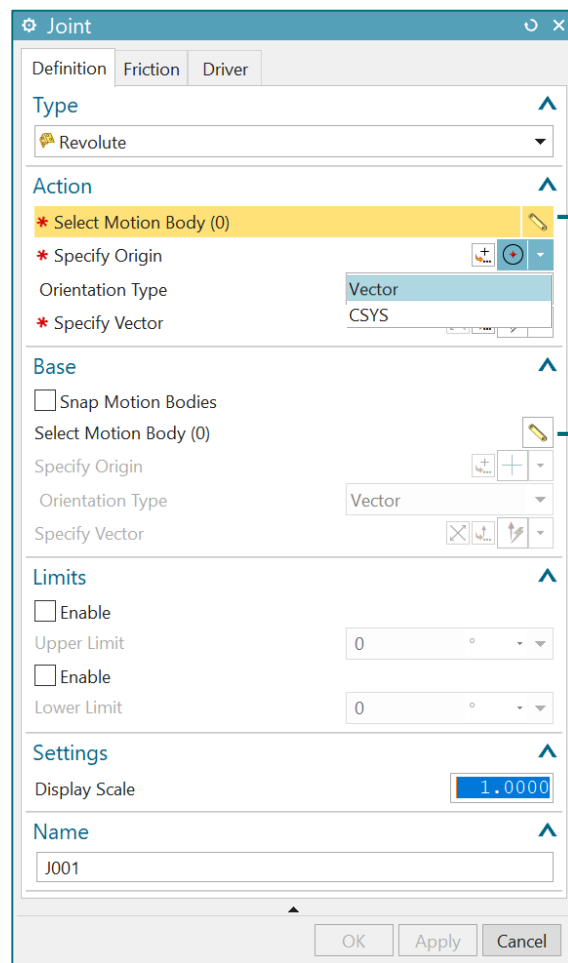 Joint
Definition Friction Driver
Type
Revolute
Action
* Select Motion Body (0)
* Specify Origin
Orientation Type Vector
CSYS
* Specify Vector
Base
Snap Motion Bodies
Select Motion Body (0)
Specify Origin
Orientation Type Vector
Specify Vector
Limits
Enable
Upper Limit 0 °
Enable
Lower Limit 0 °
Settings
Display Scale 1.0000
Name
J001
OK Apply Cancel